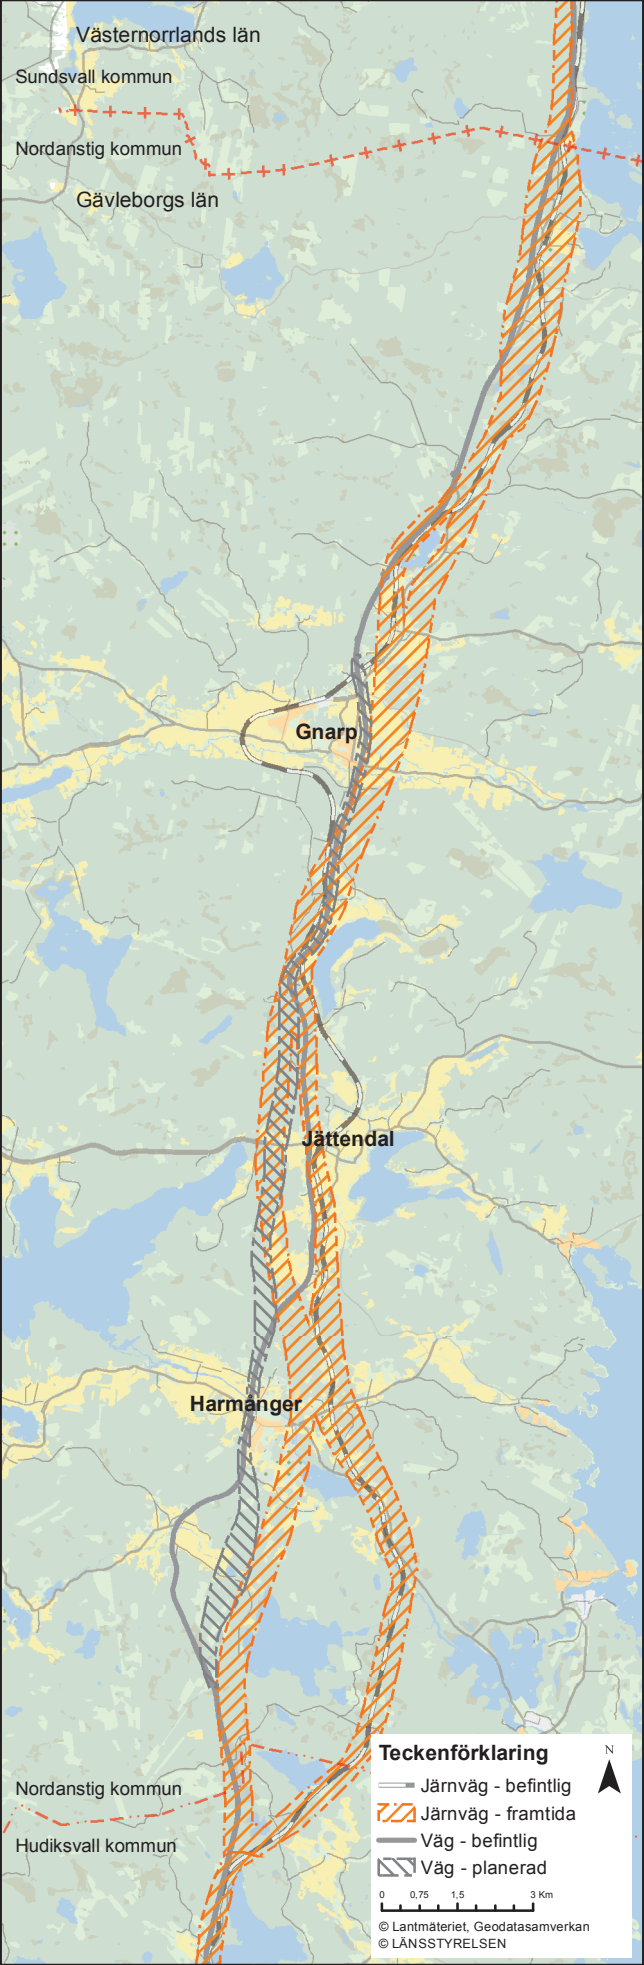 Västernorrlands län
Sundsvall kommun
Nordanstig kommun
Gävleborgs län
Gnarp
Jättendal
Harmånger
Nordanstig kommun
Hudiksvall kommun
Teckenförklaring
N
Järnväg - befintlig
Järnväg - framtida
Väg - befintlig
Väg - planerad
0 0,75 1,5 3 Km
© Lantmäteriet, Geodatasamverkan
© LÄNSSTYRELSEN